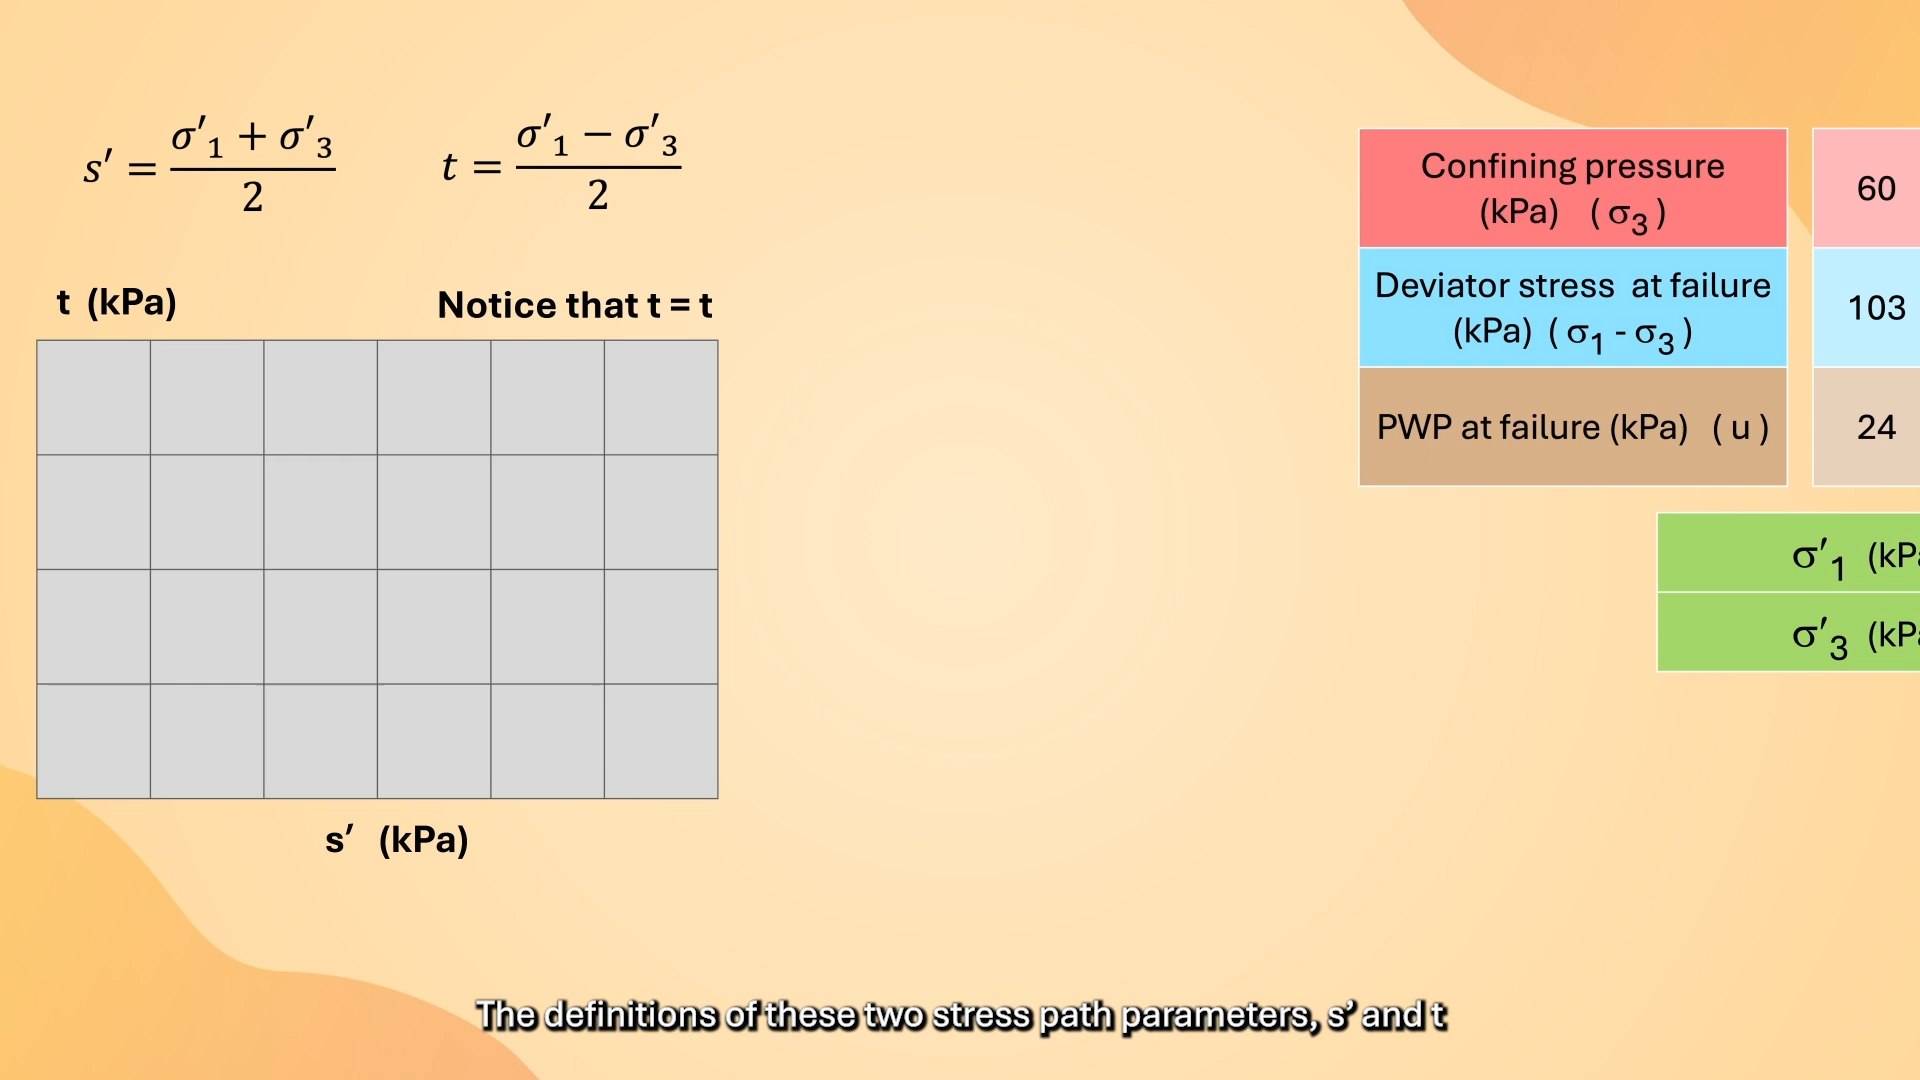 s′ = (σ′₁ + σ′₃) / 2
t = (σ′₁ − σ′₃) / 2
t (kPa)
Notice that t = t
s′ (kPa)
Confining pressure
(kPa) ( σ₃ )
60
Deviator stress at failure
(kPa) ( σ₁ - σ₃ )
103
PWP at failure (kPa) ( u )
24
σ′₁
σ′₃
The definitions of these two stress path parameters, s’ and t